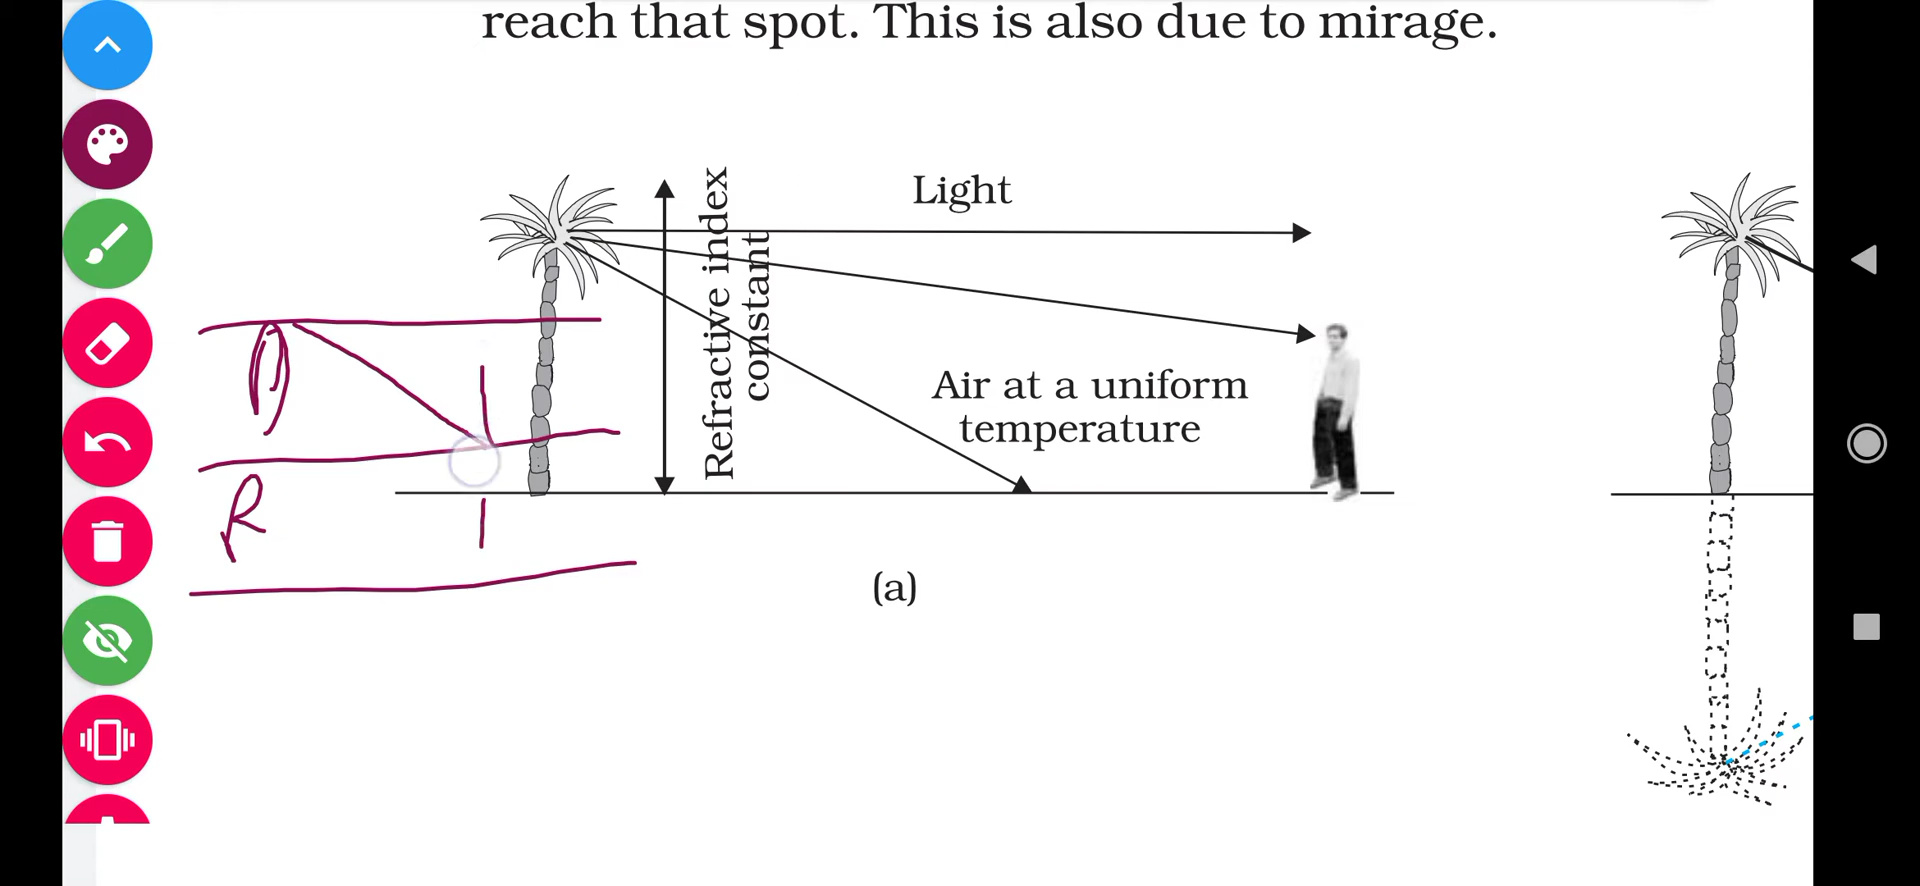 reach that spot. This is also due to mirage.
Light
Refractive index
constant
Air at a uniform
temperature
R
(a)